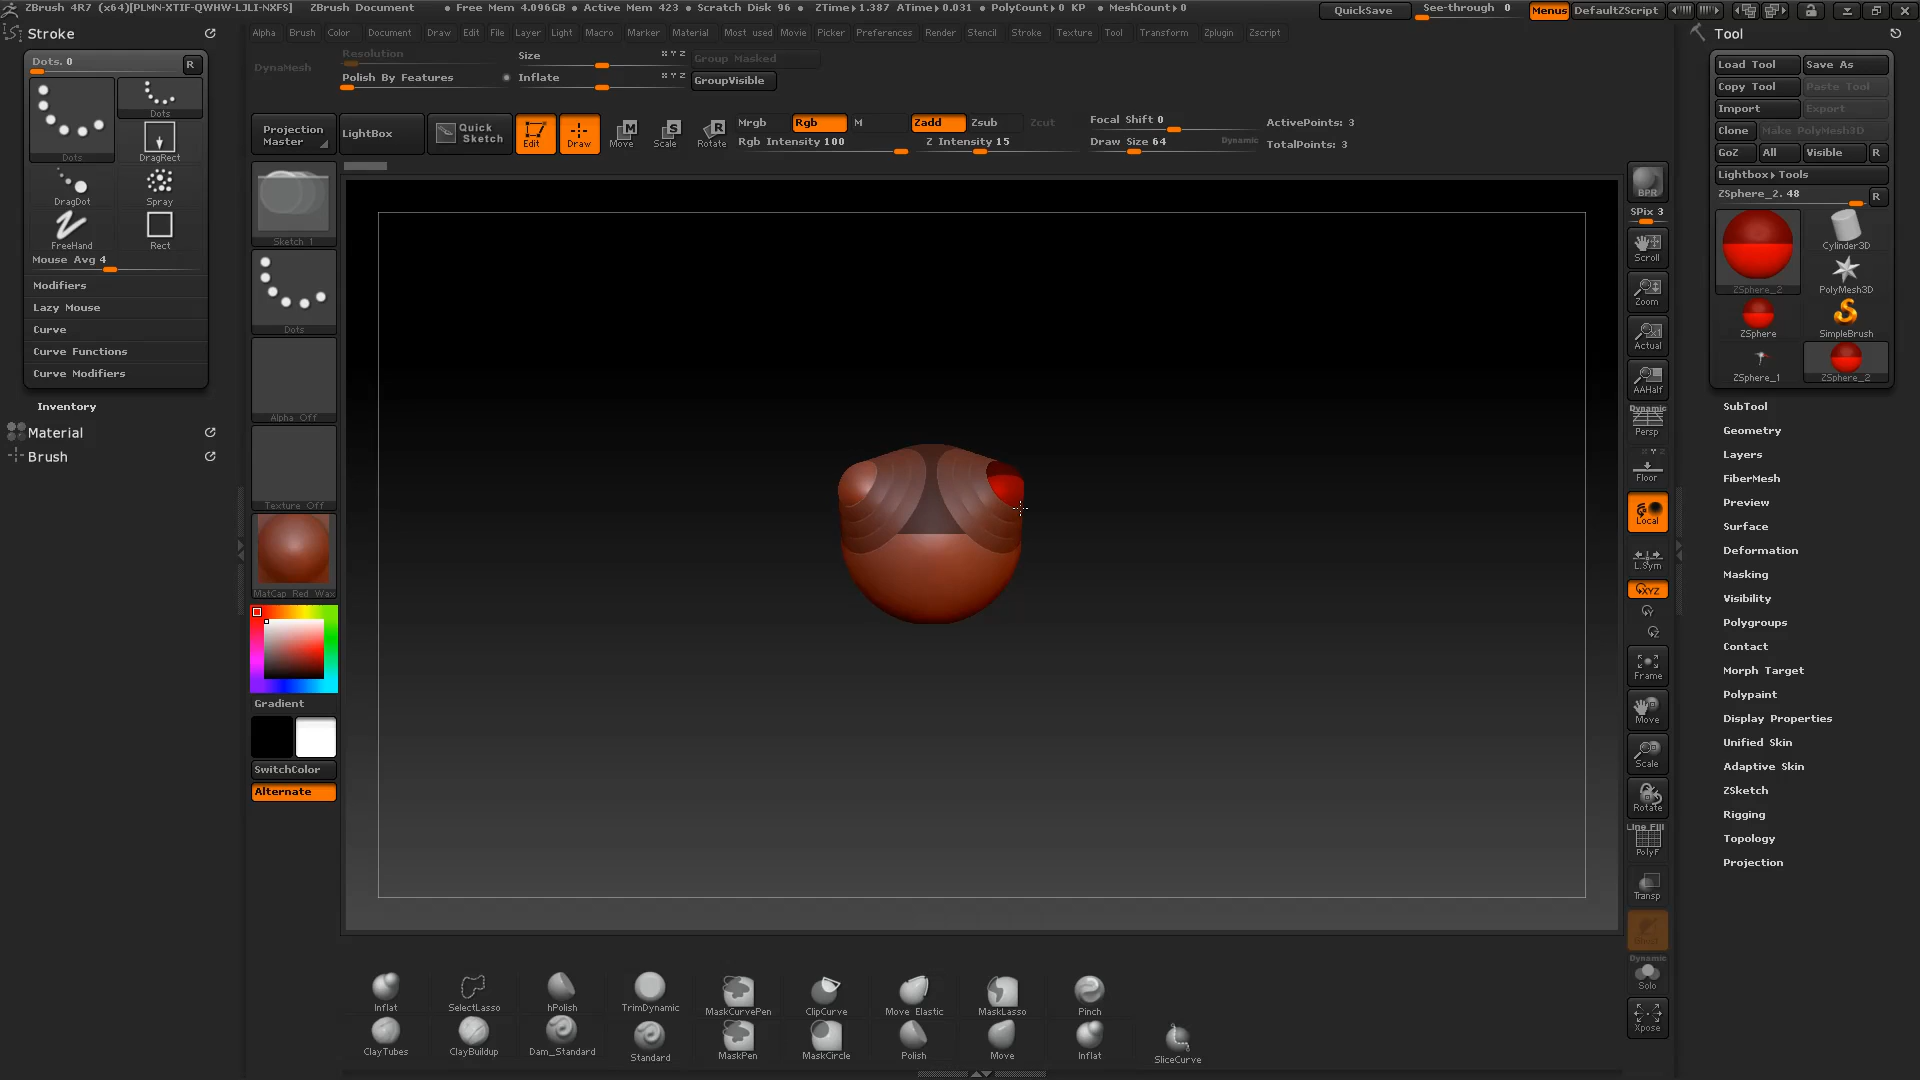 ZBrush 4R7 (x64)[PLMN-XTIF-QWHW-LJLI-NXFS] ZBrush Document • Free Mem 4.096GB • Active Mem 423 • Scratch Disk 96 • ZTime▸1.387 ATime▸0.031 • PolyCount▸0 KP • MeshCount▸0 QuickSave See-through 0 Menus DefaultZScript
Stroke
Alpha Brush Color Document Draw Edit File Layer Light Macro Marker Material Most used Movie Picker Preferences Render Stencil Stroke Texture Tool Transform Zplugin Zscript
Tool
Dots. 0 R
Dots
Dots
DragRect
DragDot Spray
FreeHand Rect
Mouse Avg 4
Modifiers
Lazy Mouse
Curve
Curve Functions
Curve Modifiers
Inventory
Material
Brush
DynaMesh
Resolution
Polish By Features
Size X Y Z
Inflate X Y Z
Group Masked
GroupVisible
Projection Master
LightBox
Quick Sketch
Edit
Draw
Move
Scale
Rotate
Mrgb Rgb M
Rgb Intensity 100
Zadd Zsub Zcut
Z Intensity 15
Focal Shift 0
Draw Size 64 Dynamic
ActivePoints: 3
TotalPoints: 3
Sketch 1
Dots
Alpha Off
Texture Off
MatCap Red Wax
Gradient
SwitchColor
Alternate
BPR
SPix 3
Scroll
Zoom
Actual
AAHalf
Dynamic
Persp
X Y Z
Floor
Local
L.Sym
XYZ
Y
Z
Frame
Move
Scale
Rotate
Line Fill
PolyF
Transp
Ghost
Dynamic
Solo
Xpose
Load Tool Save As
Copy Tool Paste Tool
Import Export
Clone Make PolyMesh3D
GoZ All Visible R
Lightbox▸Tools
ZSphere_2. 48 R
ZSphere_2
Cylinder3D
PolyMesh3D
ZSphere SimpleBrush
ZSphere_1 ZSphere_2
SubTool
Geometry
Layers
FiberMesh
Preview
Surface
Deformation
Masking
Visibility
Polygroups
Contact
Morph Target
Polypaint
Display Properties
Unified Skin
Adaptive Skin
ZSketch
Rigging
Topology
Projection
Inflat SelectLasso hPolish TrimDynamic MaskCurvePen ClipCurve Move Elastic MaskLasso Pinch
ClayTubes ClayBuildup Dam_Standard Standard MaskPen MaskCircle Polish Move Inflat SliceCurve